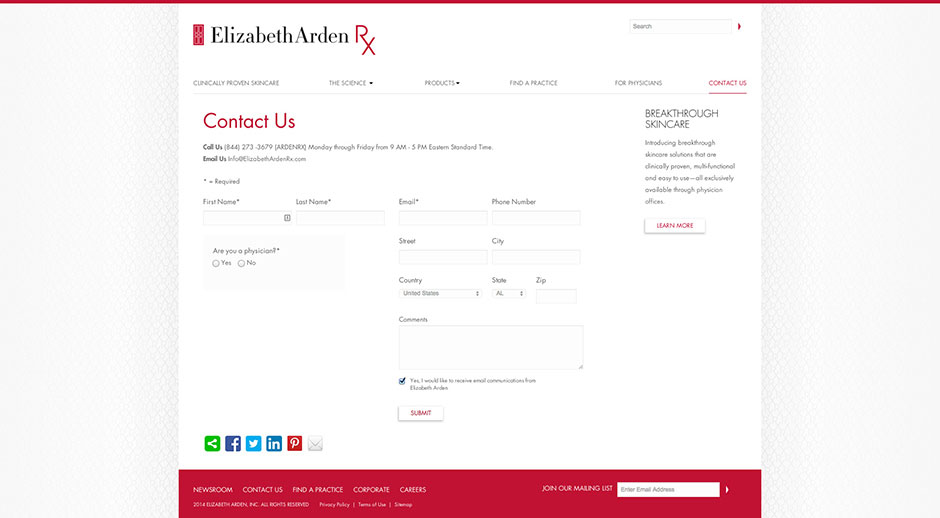 Elizabeth Arden RX
Search
CLINICALLY PROVEN SKINCARE THE SCIENCE PRODUCTS FIND A PRACTICE FOR PHYSICIANS CONTACT US
Contact Us
Call Us (844) 273 -3679 (ARDENRX) Monday through Friday from 9 AM - 5 PM Eastern Standard Time.
Email Us Info@ElizabethArdenRx.com
* = Required
First Name* Last Name* Email* Phone Number
Are you a physician?*
Yes No
Street City
Country State Zip
United States AL
Comments
Yes, I would like to receive email communications from
Elizabeth Arden
SUBMIT
BREAKTHROUGH
SKINCARE
Introducing breakthrough
skincare solutions that are
clinically proven, multi-functional
and easy to use—all exclusively
available through physician
offices.
LEARN MORE
NEWSROOM CONTACT US FIND A PRACTICE CORPORATE CAREERS
JOIN OUR MAILING LIST Enter Email Address
2014 ELIZABETH ARDEN, INC. ALL RIGHTS RESERVED Privacy Policy | Terms of Use | Sitemap